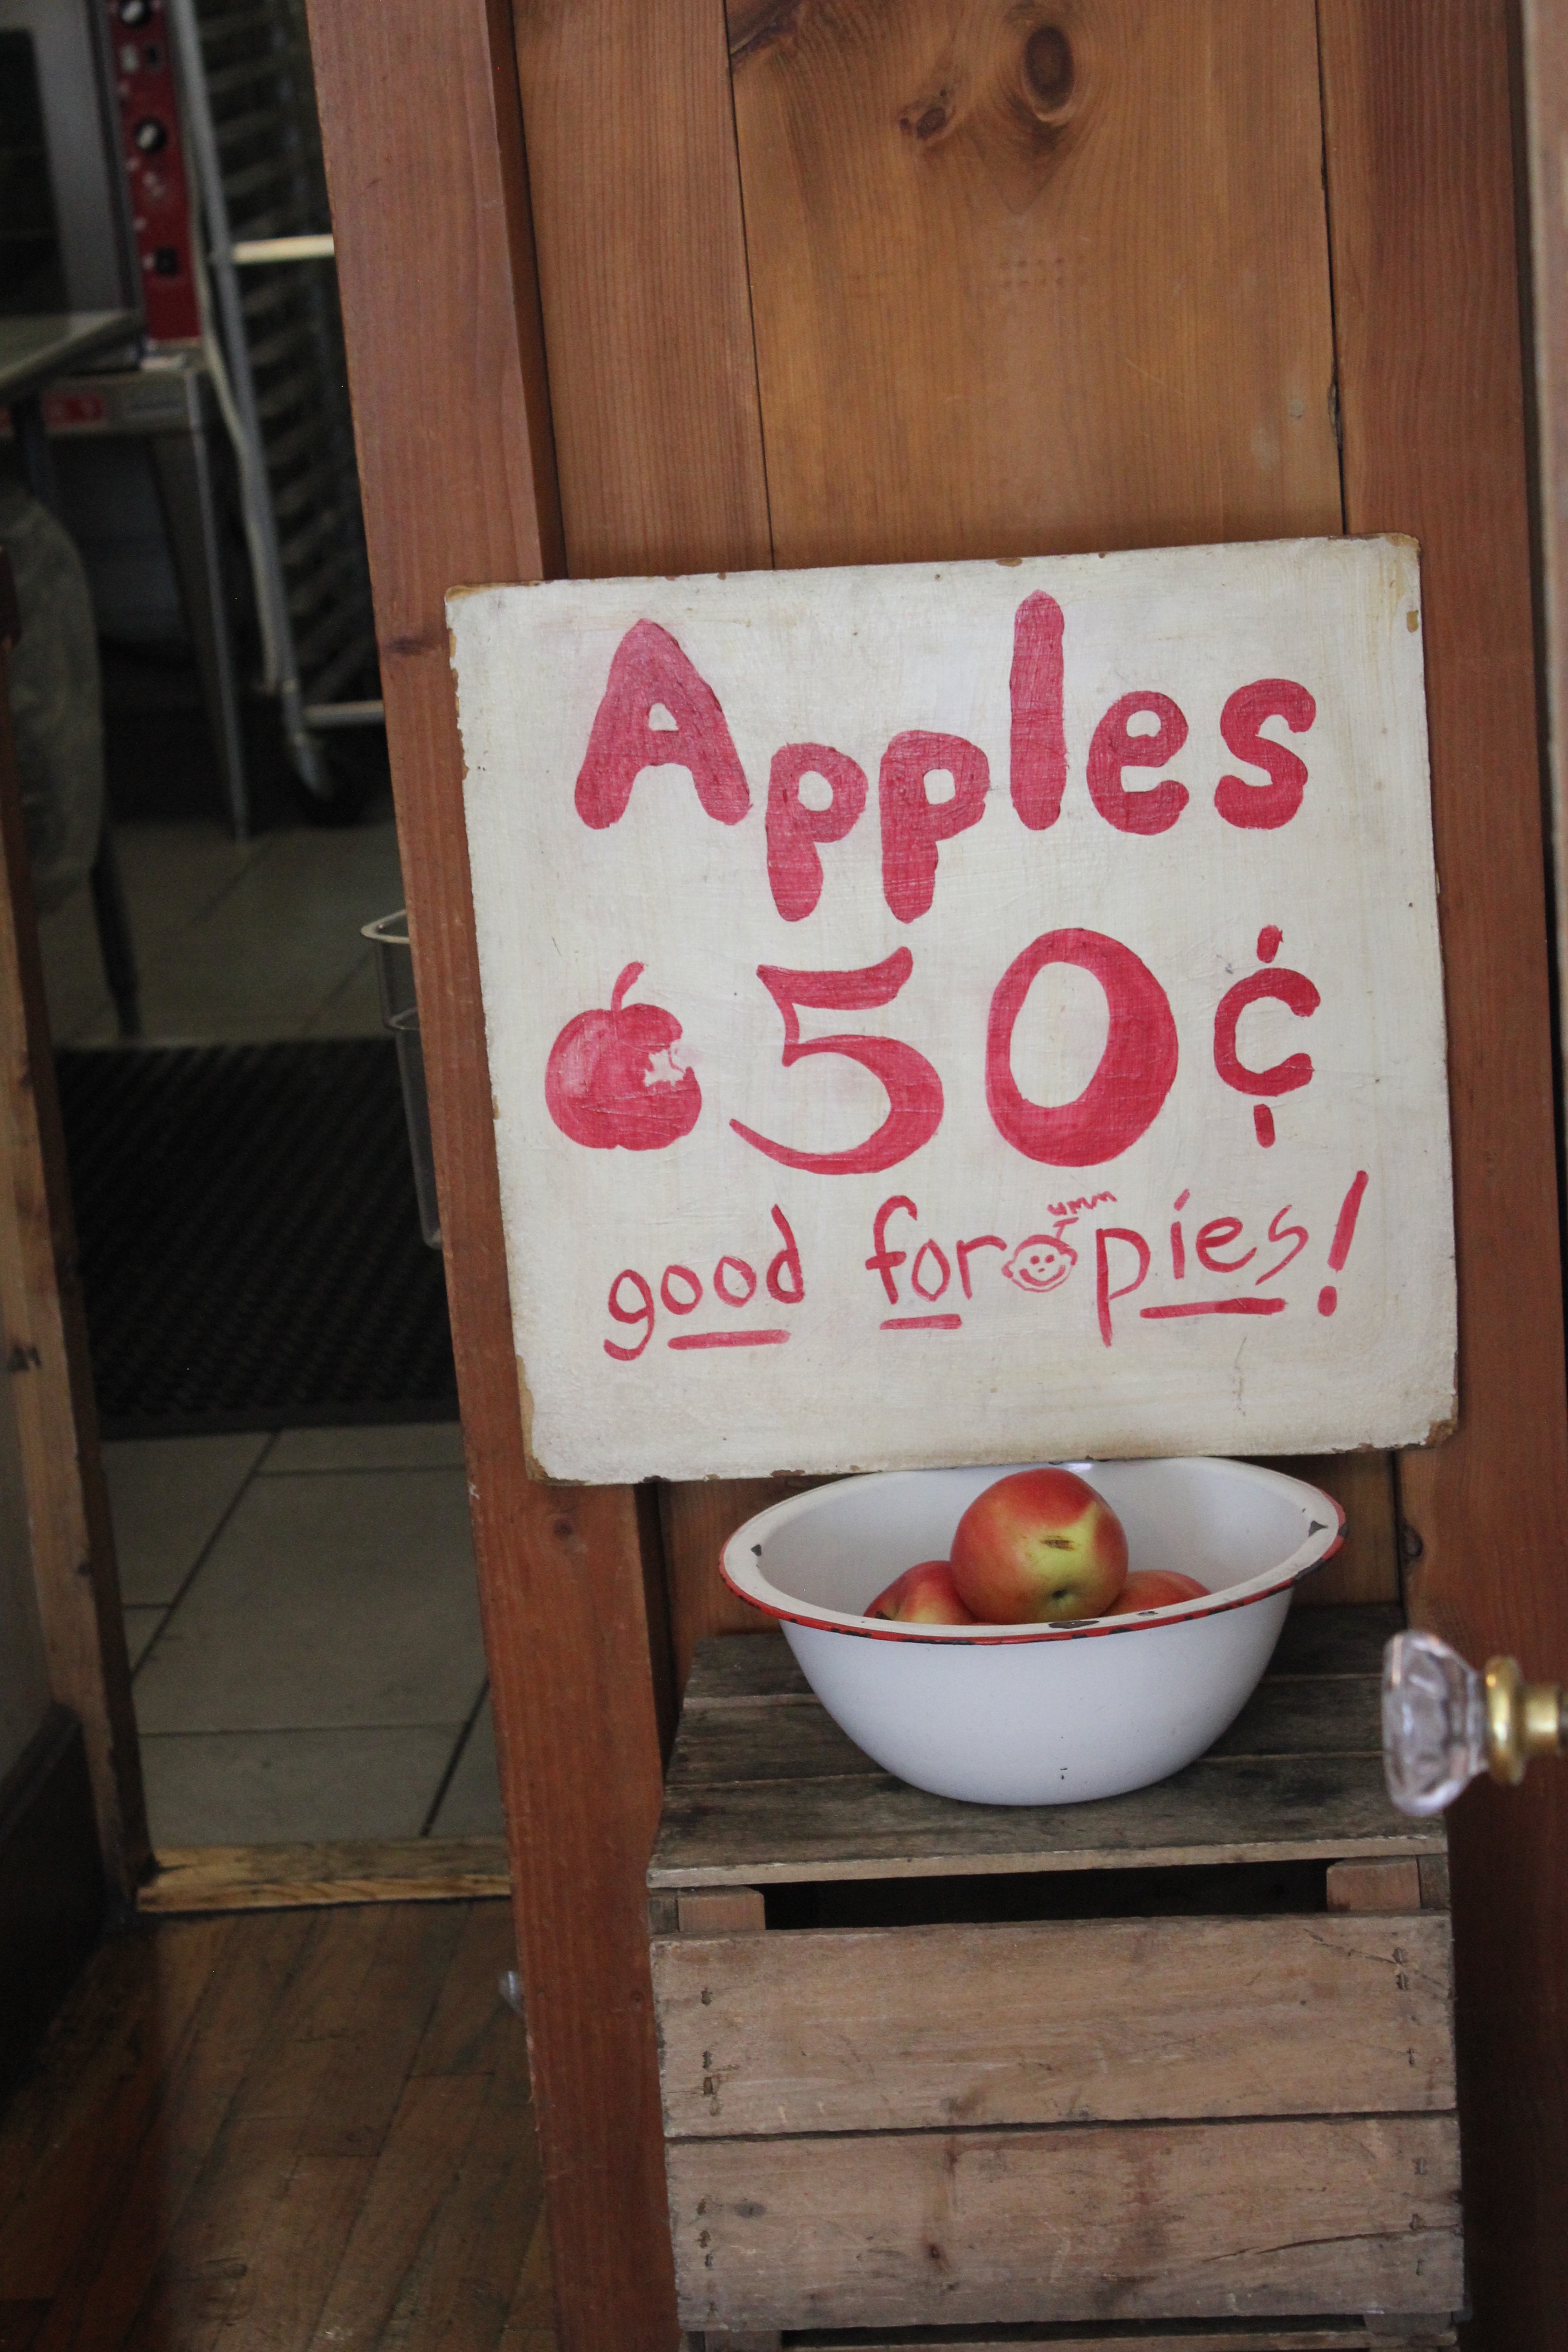 Apples
50¢
umm
good for pies!